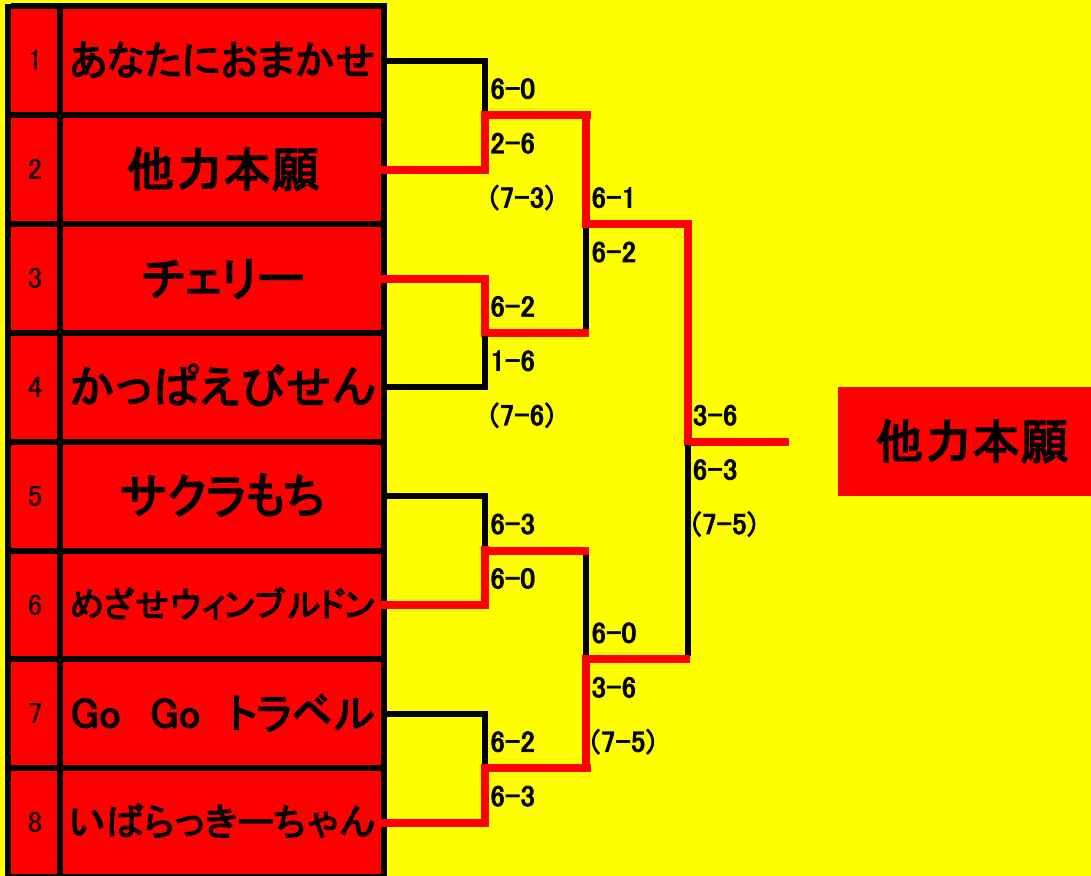 1 あなたにおまかせ
2 他力本願
3 チェリー
4 かっぱえびせん
5 サクラもち
6 めざせウィンブルドン
7 Go Go トラベル
8 いばらっきーちゃん
6-0
2-6
(7-3)
6-2
1-6
(7-6)
6-3
6-0
6-2
6-3
6-1
6-2
6-0
3-6
(7-5)
3-6
6-3
(7-5)
他力本願